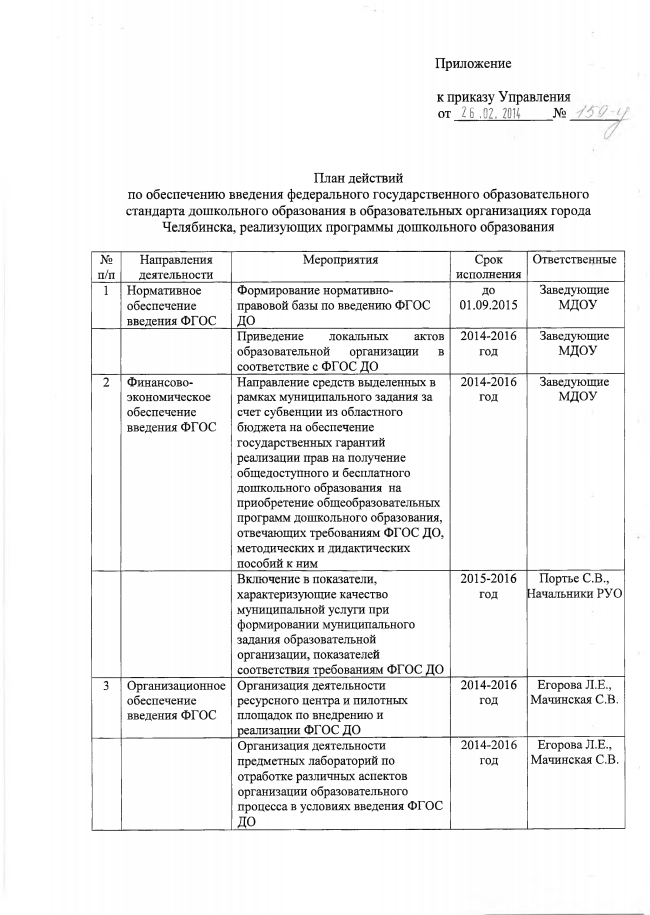 Приложение
к приказу Управления
от 26.02.2014 № 159-у
План действий
по обеспечению введения федерального государственного образовательного
стандарта дошкольного образования в образовательных организациях города
Челябинска, реализующих программы дошкольного образования
№ п/п Направления деятельности Мероприятия Срок исполнения Ответственные
1 Нормативное обеспечение введения ФГОС
Формирование нормативно-
правовой базы по введению ФГОС
ДО
до
01.09.2015
Заведующие
МДОУ
Приведение локальных актов
образовательной организации в
соответствие с ФГОС ДО
2014-2016
год
Заведующие
МДОУ
2 Финансово-
экономическое
обеспечение
введения ФГОС
Направление средств выделенных в
рамках муниципального задания за
счет субвенции из областного
бюджета на обеспечение
государственных гарантий
реализации прав на получение
общедоступного и бесплатного
дошкольного образования на
приобретение общеобразовательных
программ дошкольного образования,
отвечающих требованиям ФГОС ДО,
методических и дидактических
пособий к ним
2014-2016
год
Заведующие
МДОУ
Включение в показатели,
характеризующие качество
муниципальной услуги при
формировании муниципального
задания образовательной
организации, показателей
соответствия требованиям ФГОС ДО
2015-2016
год
Портье С.В.,
Начальники РУО
3 Организационное
обеспечение
введения ФГОС
Организация деятельности
ресурсного центра и пилотных
площадок по внедрению и
реализации ФГОС ДО
2014-2016
год
Егорова Л.Е.,
Мачинская С.В.
Организация деятельности
предметных лабораторий по
отработке различных аспектов
организации образовательного
процесса в условиях введения ФГОС
ДО
2014-2016
год
Егорова Л.Е.,
Мачинская С.В.